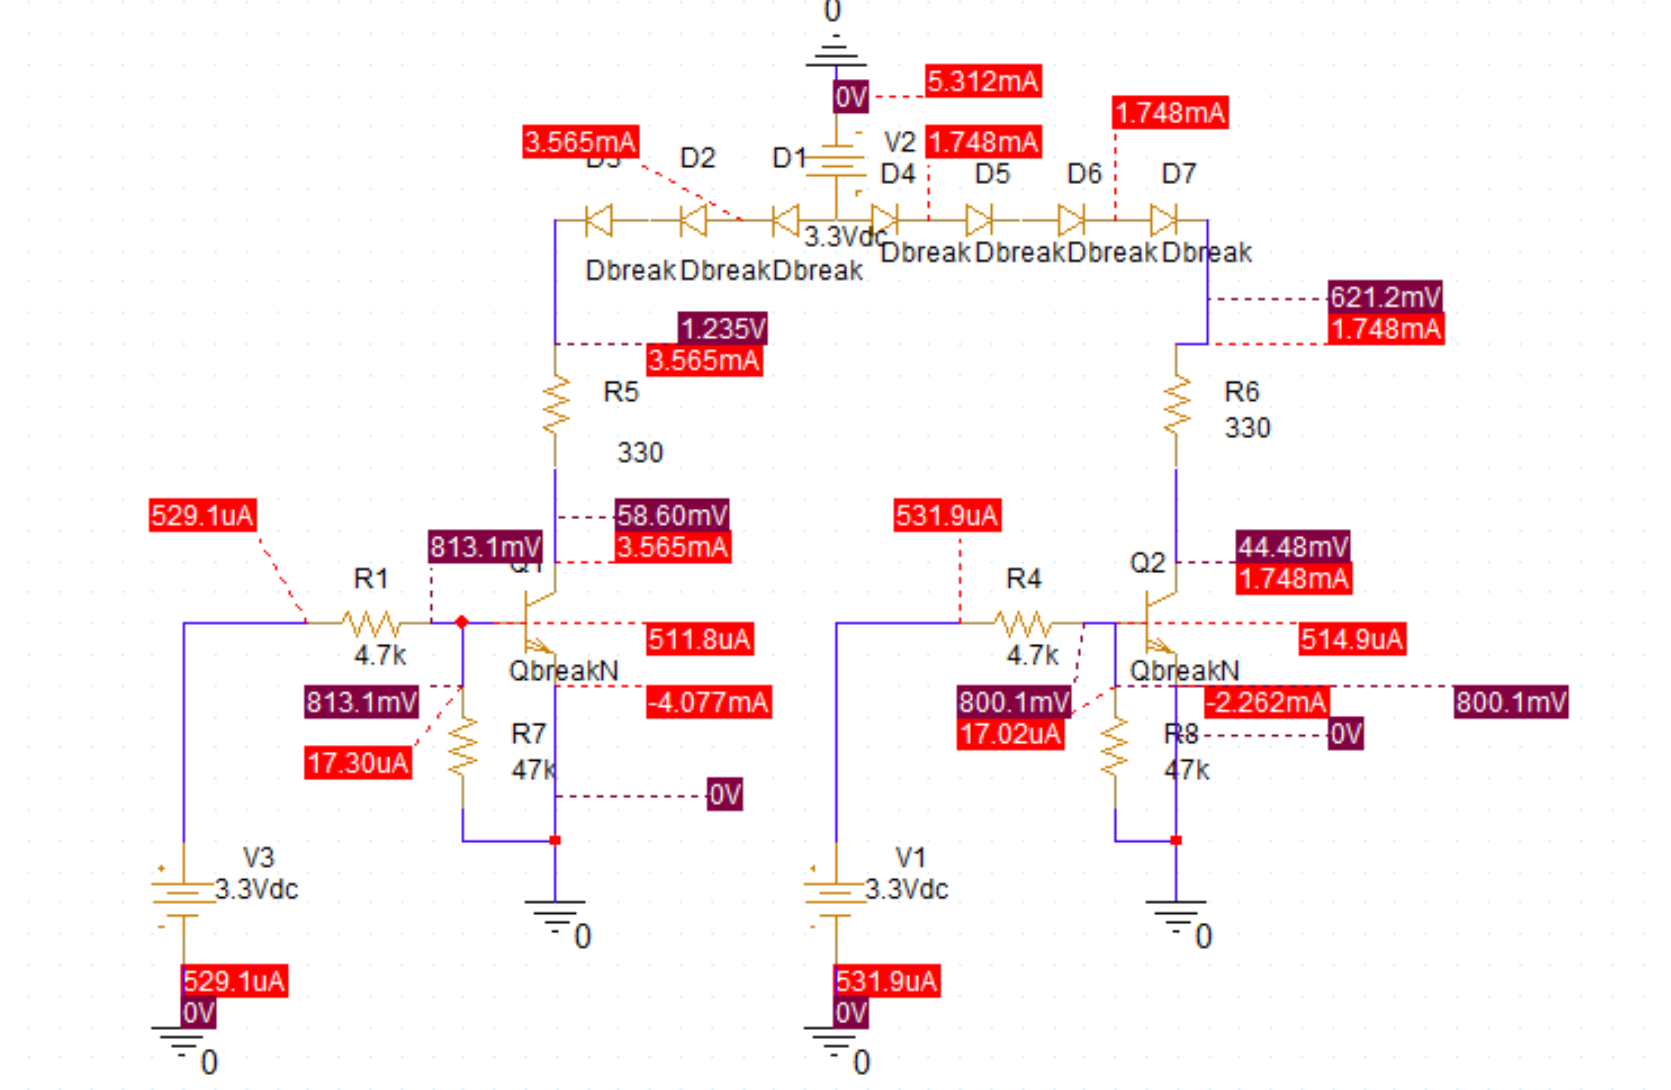 0
0V
5.312mA
3.565mA
V2
1.748mA
1.748mA
D3
D2
D1
D4
D5
D6
D7
3.3Vdc
Dbreak
Dbreak
Dbreak
Dbreak
Dbreak
Dbreak
Dbreak
621.2mV
1.748mA
1.235V
3.565mA
R5
330
R6
330
529.1uA
813.1mV
58.60mV
3.565mA
531.9uA
44.48mV
1.748mA
R1
4.7k
Q1
511.8uA
QbreakN
R4
4.7k
Q2
514.9uA
QbreakN
813.1mV
-4.077mA
800.1mV
-2.262mA
800.1mV
17.30uA
R7
47k
17.02uA
R8
47k
0V
0V
V3
3.3Vdc
V1
3.3Vdc
0
0
529.1uA
0V
531.9uA
0V
0
0